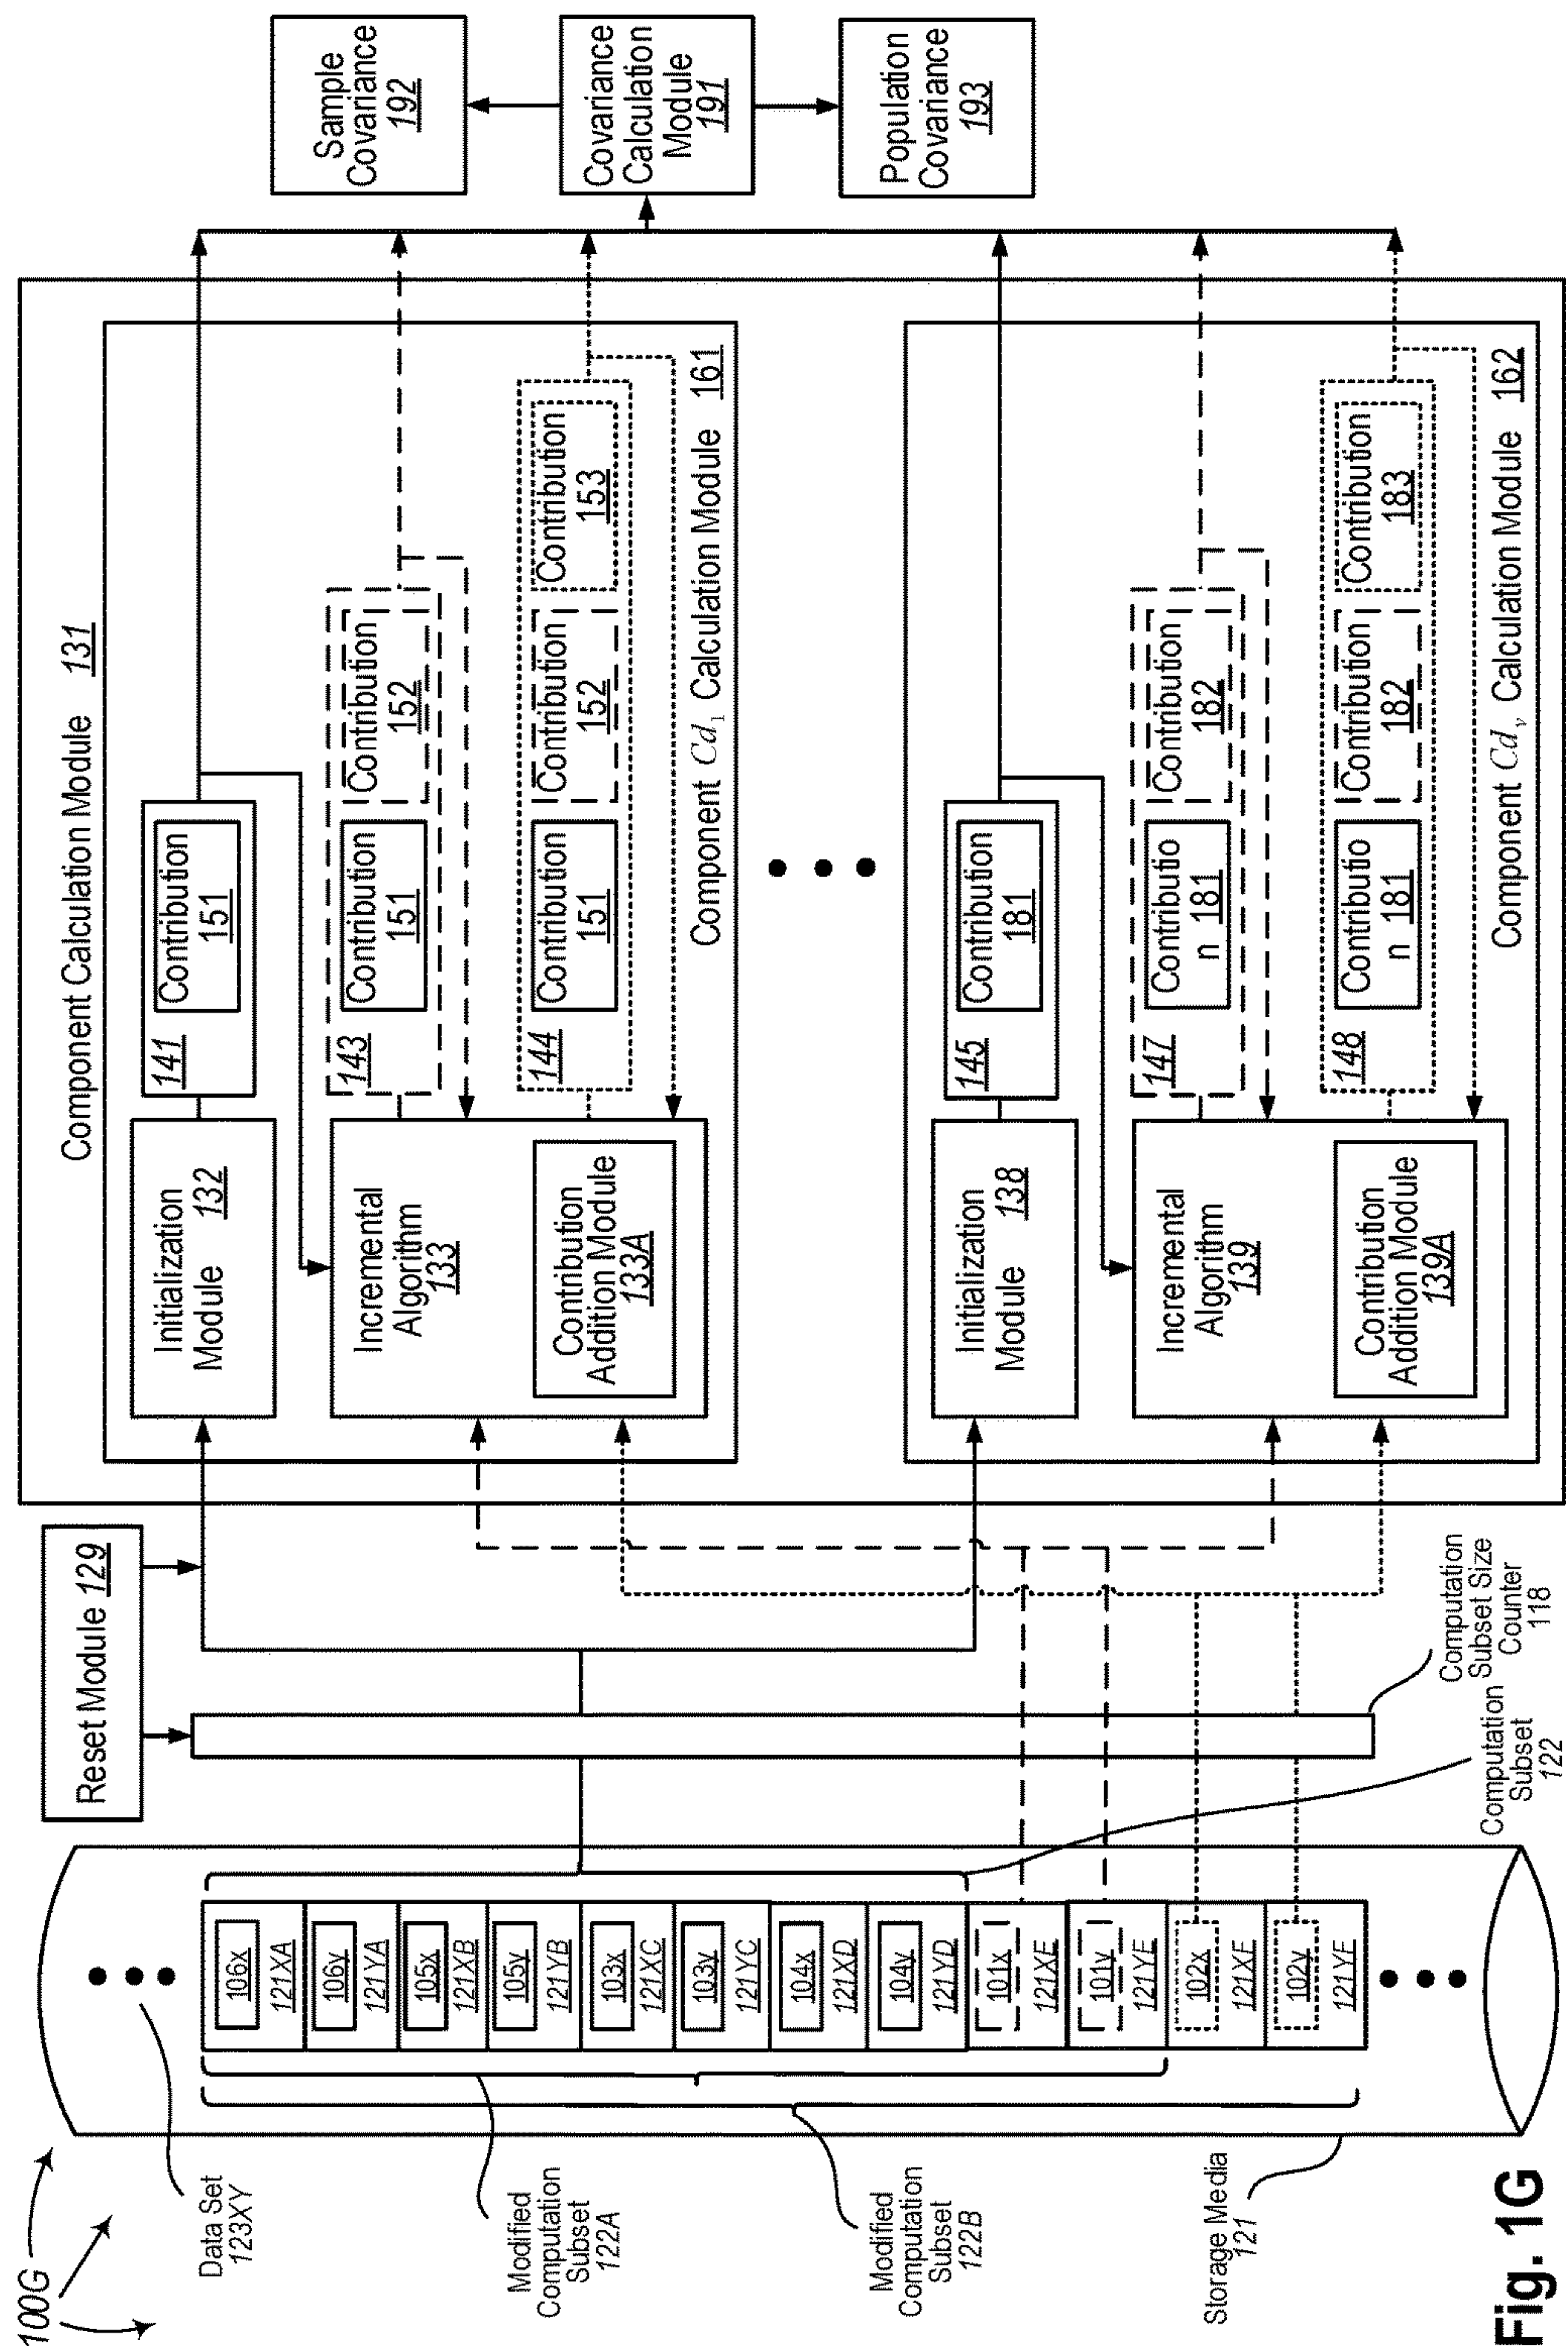 100G
Data Set
123XY
Modified
Computation
Subset
122A
Modified
Computation
Subset
122B
Storage Media
121
106x
121XA
106y
121YA
105x
121XB
105y
121YB
103x
121XC
103y
121YC
104x
121XD
104y
121YD
101x
121XE
101y
121YE
102x
121XF
102y
121YF
Reset Module 129
Computation
Subset
122
Computation
Subset Size
Counter
118
Component Calculation Module 131
Initialization
Module 132
141
Contribution
151
Incremental
Algorithm
133
Contribution
Addition Module
133A
143
Contribution
151
Contribution
152
144
Contribution
151
Contribution
152
Contribution
153
Component Cd1 Calculation Module 161
Initialization
Module 138
145
Contribution
181
Incremental
Algorithm
139
Contribution
Addition Module
139A
147
Contributio
n 181
Contribution
182
148
Contributio
n 181
Contribution
182
Contribution
183
Component Cdv Calculation Module 162
Sample
Covariance
192
Covariance
Calculation
Module
191
Population
Covariance
193
Fig. 1G